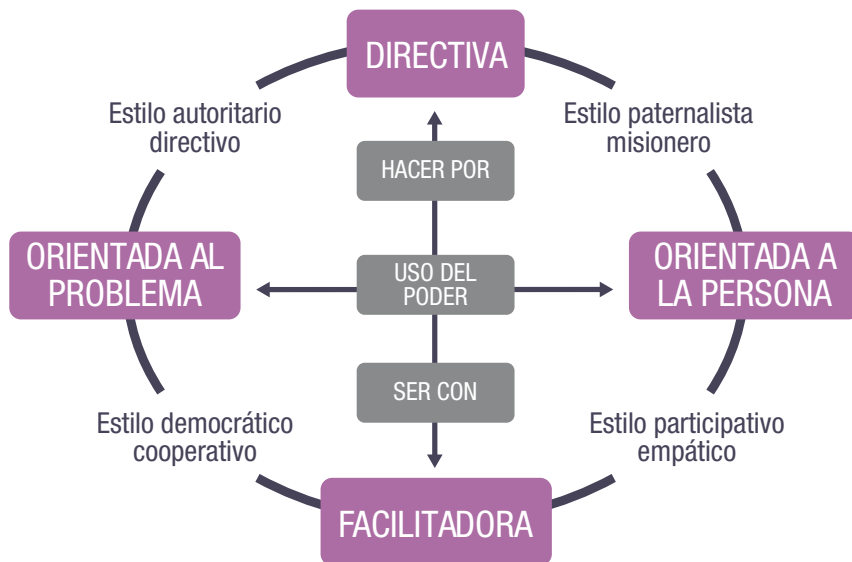 DIRECTIVA
Estilo autoritario
directivo
Estilo paternalista
misionero
HACER POR
ORIENTADA AL
PROBLEMA
USO DEL
PODER
ORIENTADA A
LA PERSONA
SER CON
Estilo democrático
cooperativo
Estilo participativo
empático
FACILITADORA